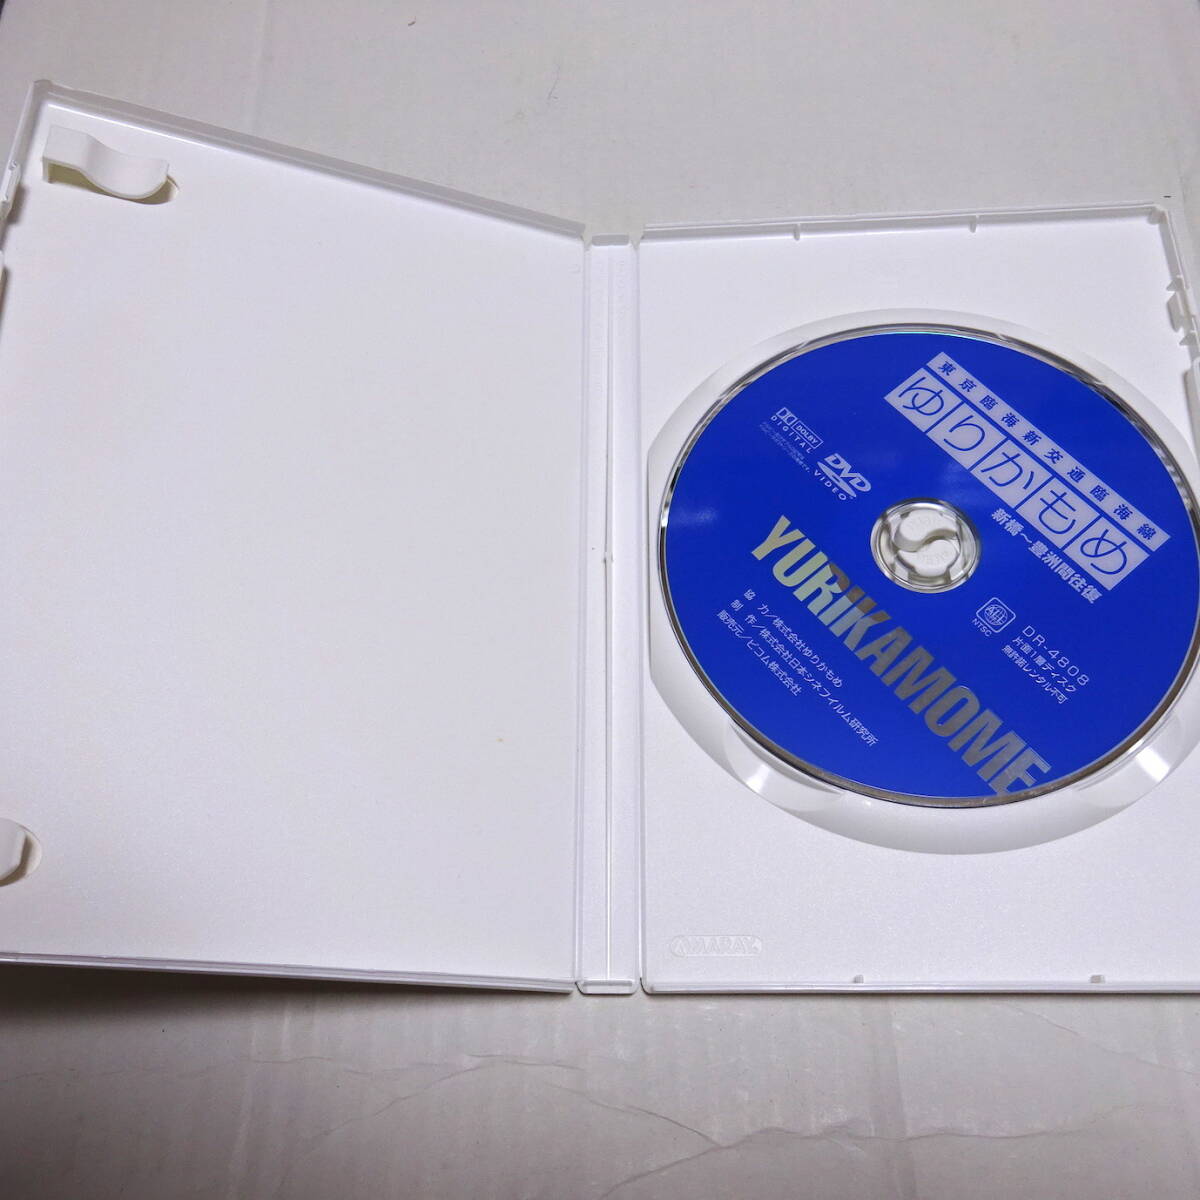 東京臨海新交通臨海線
ゆりかもめ
新橋〜豊洲間往復
DOLBY
DIGITAL
DVD
VIDEO
YURIKAMOME
ALL
NTSC
DR-4808
片面1層ディスク
無許諾レンタル不可
協 力/株式会社ゆりかもめ
制 作/株式会社日本シネフイルム研究所
販売元/ビコム株式会社
AMARAY